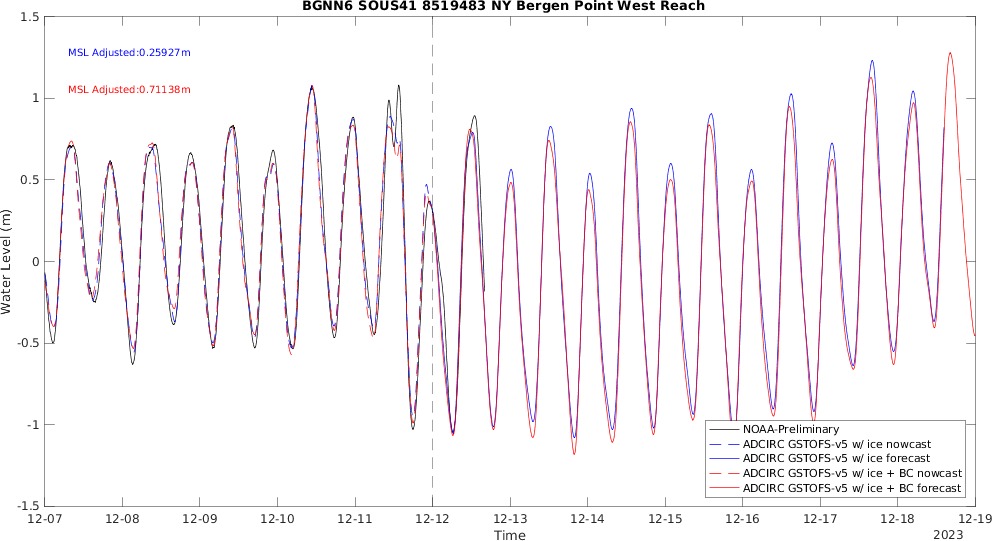 BGNN6 SOUS41 8519483 NY Bergen Point West Reach
MSL Adjusted:0.25927m
MSL Adjusted:0.71138m
Water Level (m)
1.5
1
0.5
0
-0.5
-1
-1.5
NOAA-Preliminary
ADCIRC GSTOFS-v5 w/ ice nowcast
ADCIRC GSTOFS-v5 w/ ice forecast
ADCIRC GSTOFS-v5 w/ ice + BC nowcast
ADCIRC GSTOFS-v5 w/ ice + BC forecast
12-07 12-08 12-09 12-10 12-11 12-12 12-13 12-14 12-15 12-16 12-17 12-18 12-19
Time
2023